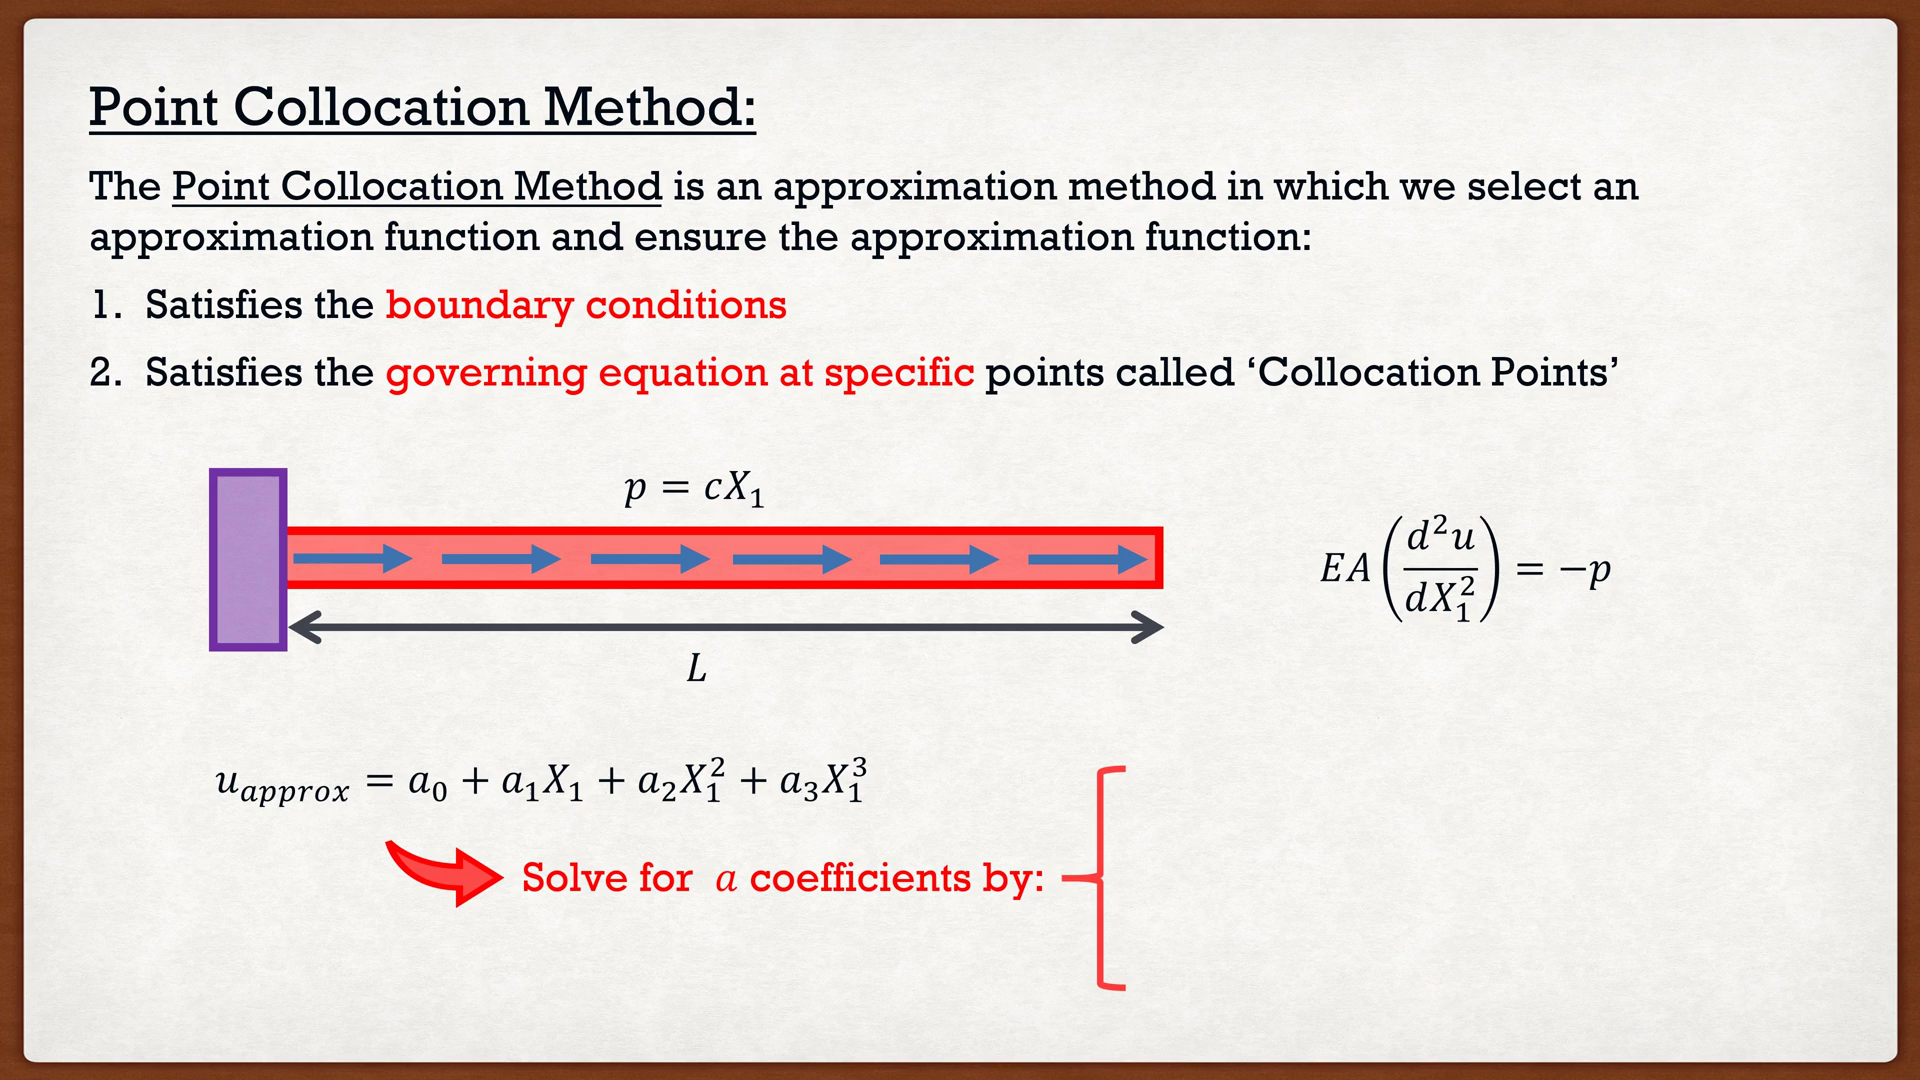 Point Collocation Method:
The Point Collocation Method is an approximation method in which we select an
approximation function and ensure the approximation function:
1. Satisfies the boundary conditions
2. Satisfies the governing equation at specific points called ‘Collocation Points’
p = cX₁
EA(d²u/dX₁²) = −p
L
u_approx = a₀ + a₁X₁ + a₂X₁² + a₃X₁³
Solve for a coefficients by: